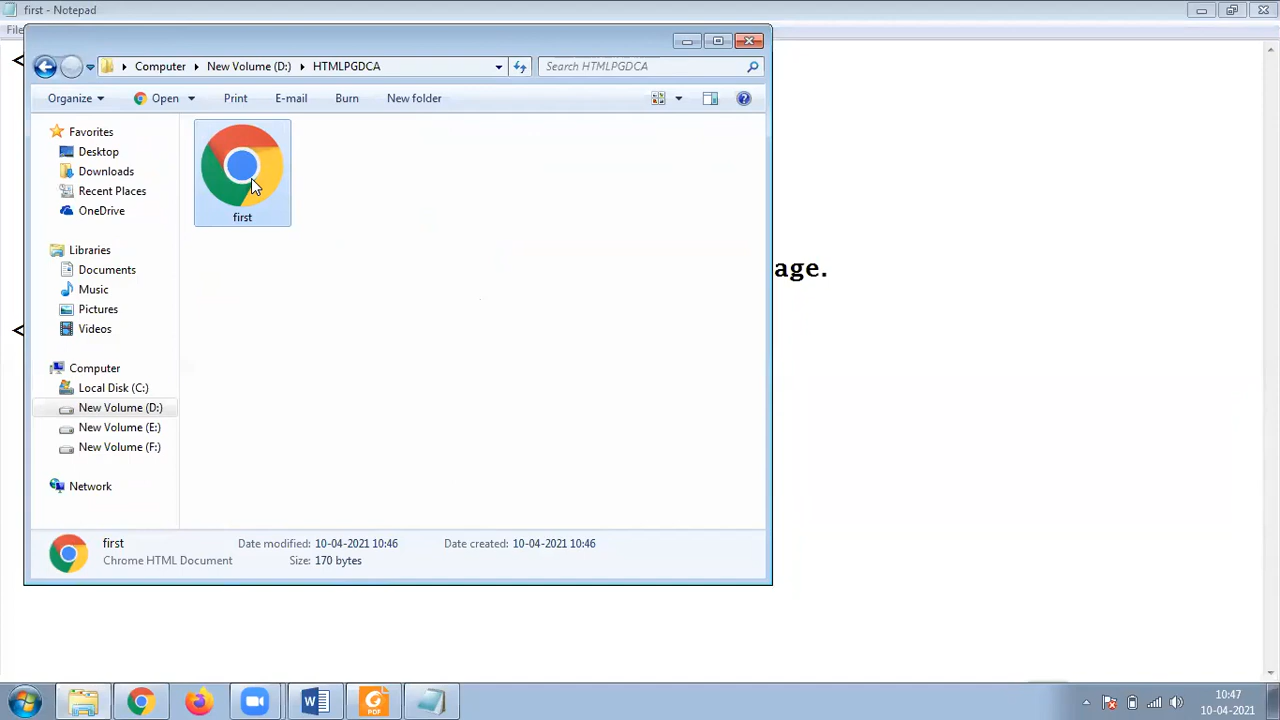 first - Notepad
File
Computer New Volume (D:) HTMLPGDCA
Search HTMLPGDCA
Organize Open Print E-mail Burn New folder
Favorites
Desktop
Downloads
Recent Places
OneDrive
Libraries
Documents
Music
Pictures
Videos
Computer
Local Disk (C:)
New Volume (D:)
New Volume (E:)
New Volume (F:)
Network
first
age.
<
<
first
Date modified: 10-04-2021 10:46
Date created: 10-04-2021 10:46
Chrome HTML Document
Size: 170 bytes
PDF
10:47
10-04-2021